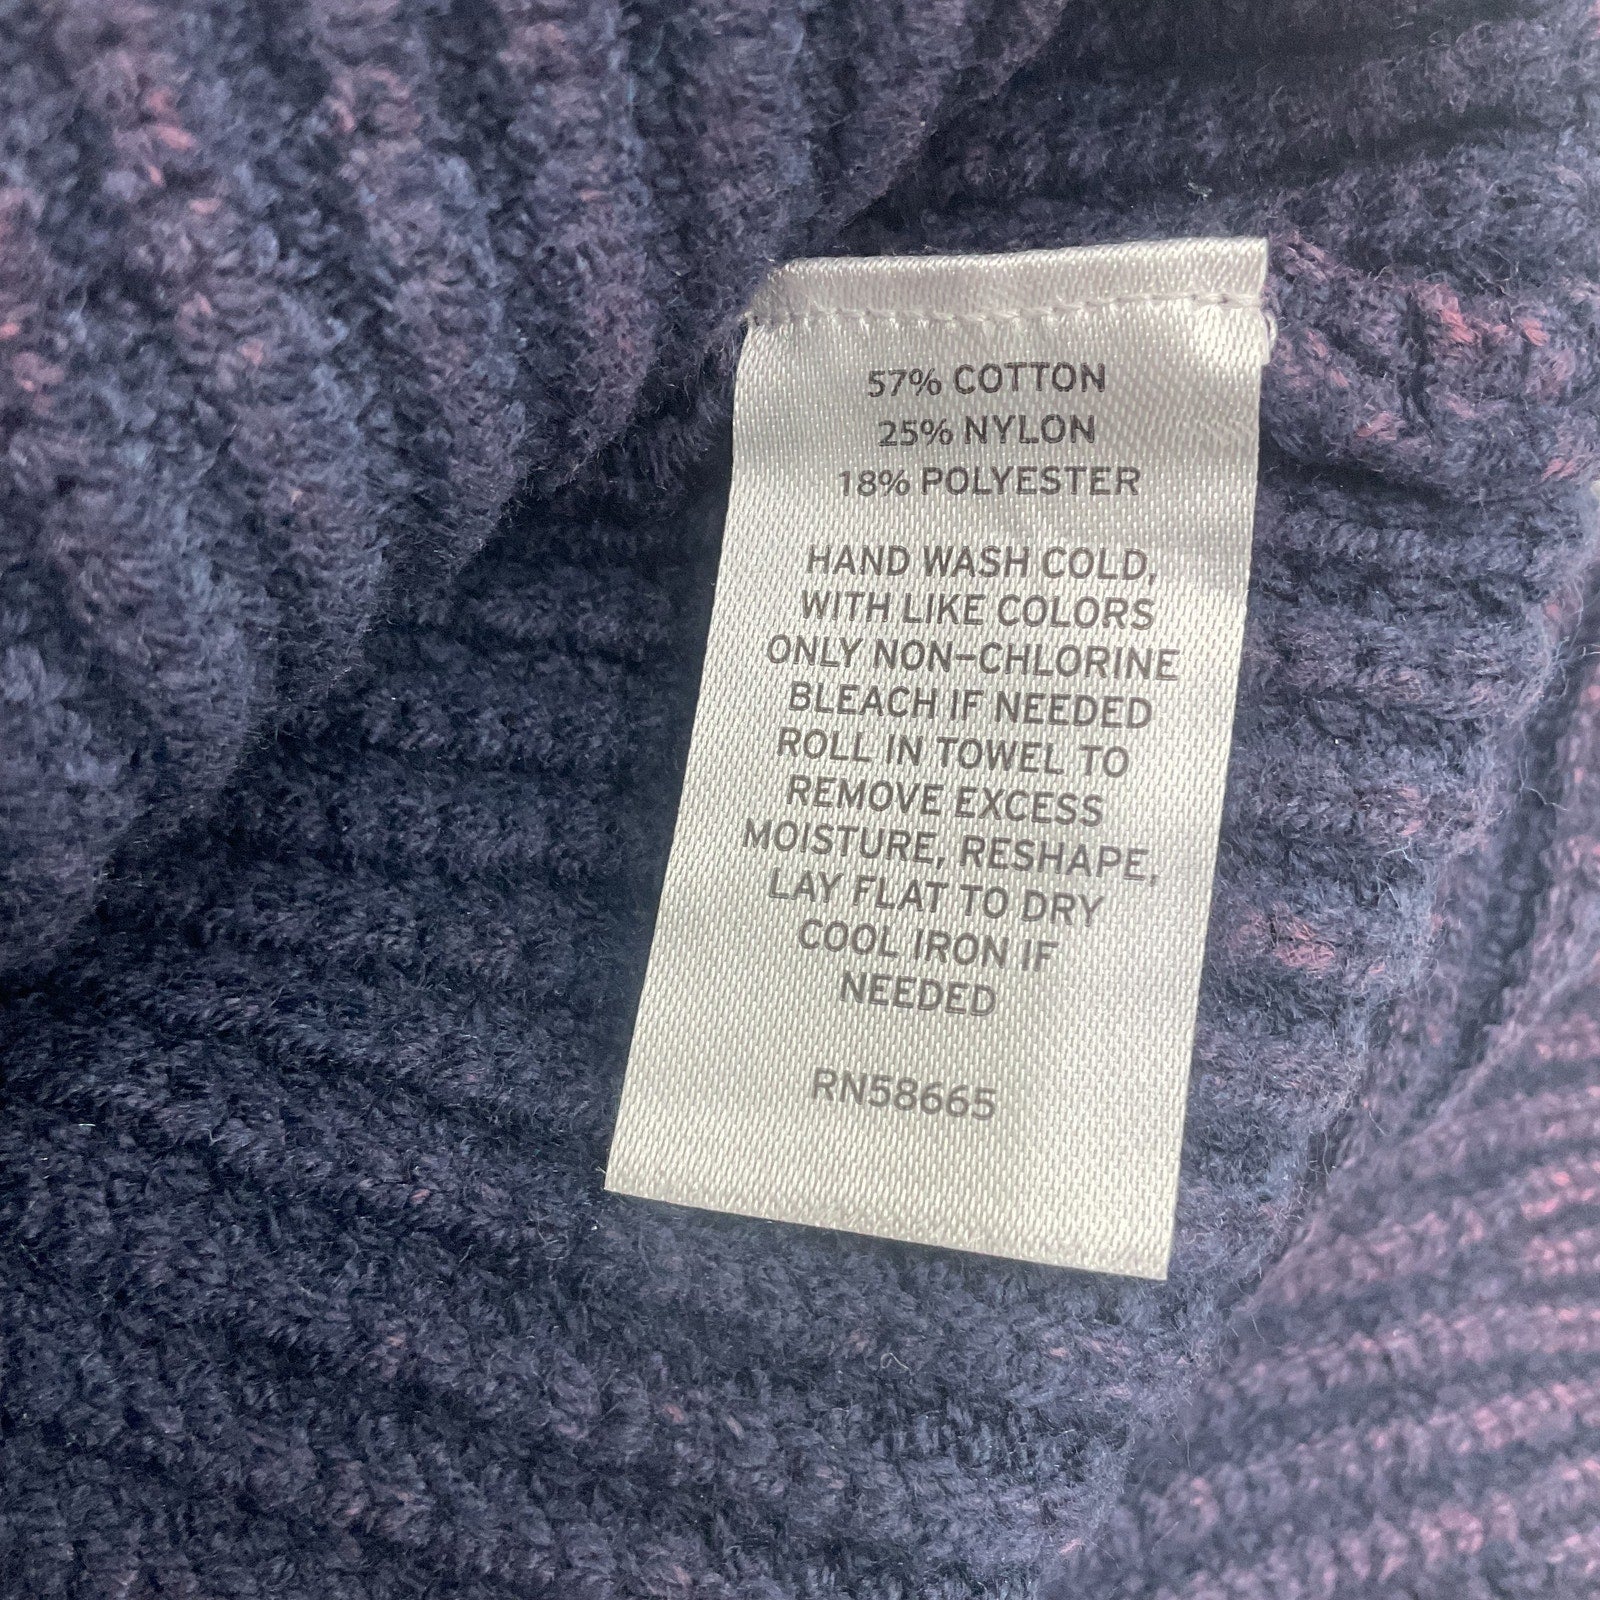 57% COTTON
25% NYLON
18% POLYESTER
HAND WASH COLD,
WITH LIKE COLORS
ONLY NON-CHLORINE
BLEACH IF NEEDED
ROLL IN TOWEL TO
REMOVE EXCESS
MOISTURE, RESHAPE,
LAY FLAT TO DRY
COOL IRON IF
NEEDED
RN58665